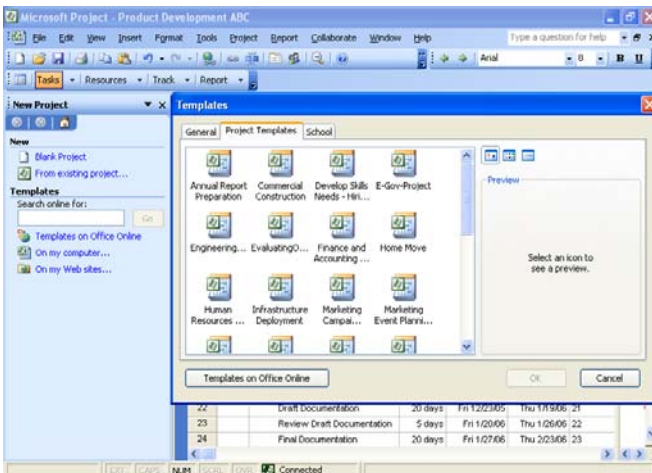 Microsoft Project - Product Development ABC
File Edit View Insert Format Tools Project Report Collaborate Window Help Type a question for help
Arial 8 B U
Tasks Resources Track Report
New Project
New
Blank Project
From existing project...
Templates
Search online for:
Go
Templates on Office Online
On my computer...
On my Web sites...
Templates
General Project Templates School
Annual Report Preparation
Commercial Construction
Develop Skills Needs - Hiri...
E-Gov-Project
Engineering...
EvaluatingO...
Finance and Accounting ...
Home Move
Human Resources ...
Infrastructure Deployment
Marketing Campai...
Marketing Event Planni...
Preview
Select an icon to
see a preview.
Templates on Office Online
OK Cancel
22 Draft Documentation 20 days Fri 12/23/05 Thu 1/19/06 21
23 Review Draft Documentation 5 days Fri 1/20/06 Thu 1/26/06 22
24 Final Documentation 20 days Fri 1/27/06 Thu 2/23/06 23
EXT CAPS NUM SCRL OVR Connected